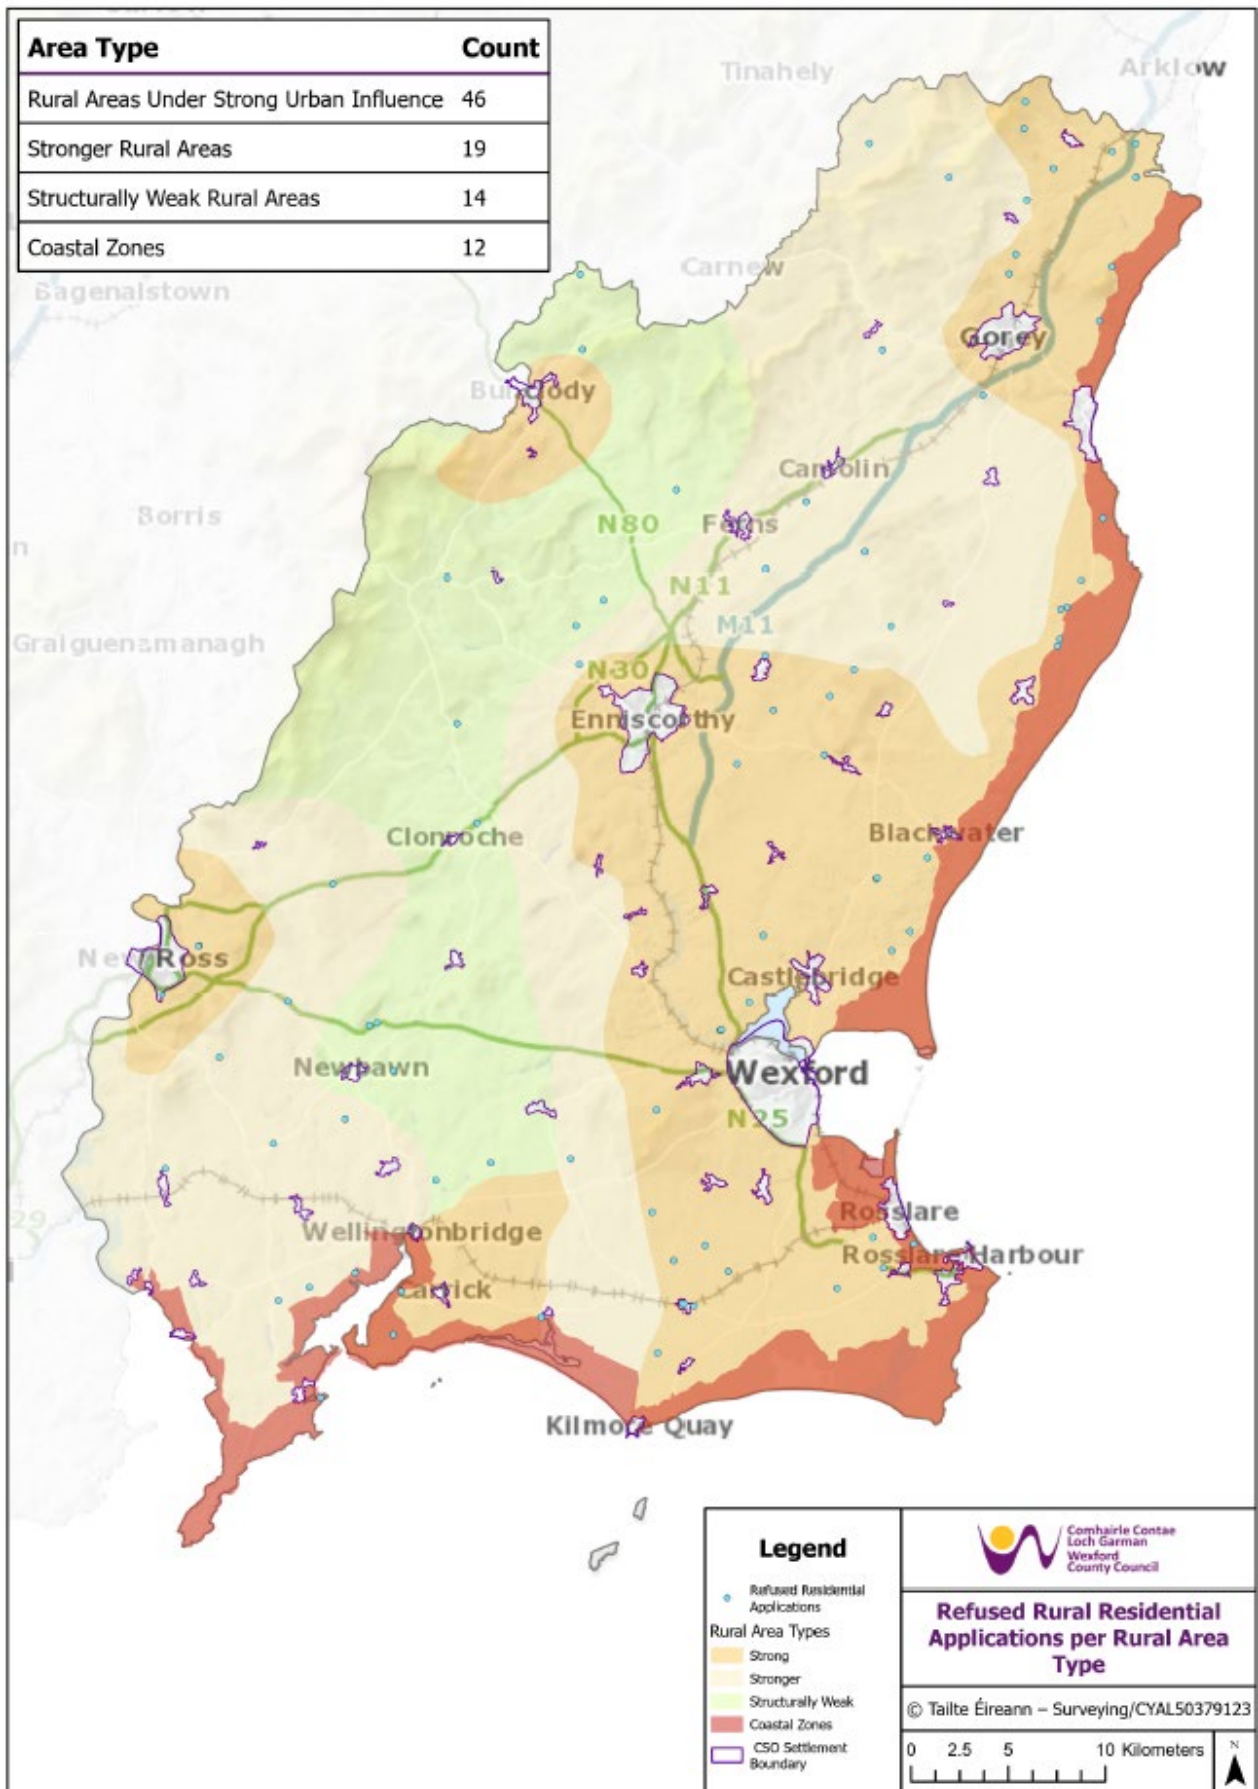 Area Type Count
Rural Areas Under Strong Urban Influence 46
Stronger Rural Areas 19
Structurally Weak Rural Areas 14
Coastal Zones 12
Tinahely
Arklow
Carnew
Bagenalstown
Gorey
Bunclody
Camolin
Borris
Ferns
N80
N11
M11
Graiguenamanagh
N30
Enniscorthy
Clonroche
Blackwater
New Ross
Castlebridge
Newbawn
Wexford
N25
Rosslare
29
Wellingtonbridge
Rosslare Harbour
Carrick
Kilmore Quay
Legend
Refused Residential
Applications
Rural Area Types
Strong
Stronger
Structurally Weak
Coastal Zones
CSO Settlement
Boundary
Comhairle Contae
Loch Garman
Wexford
County Council
Refused Rural Residential
Applications per Rural Area
Type
© Tailte Éireann – Surveying/CYAL50379123
0 2.5 5 10 Kilometers
N